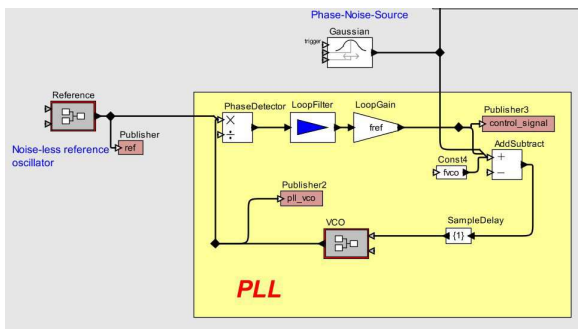 Phase-Noise-Source
Gaussian
trigger
Reference
Publisher
ref
Noise-less reference
oscillator
PhaseDetector
×
÷
LoopFilter
LoopGain
fref
Publisher3
control_signal
AddSubtract
+
−
Const4
fvco
Publisher2
pll_vco
VCO
SampleDelay
{1}
PLL